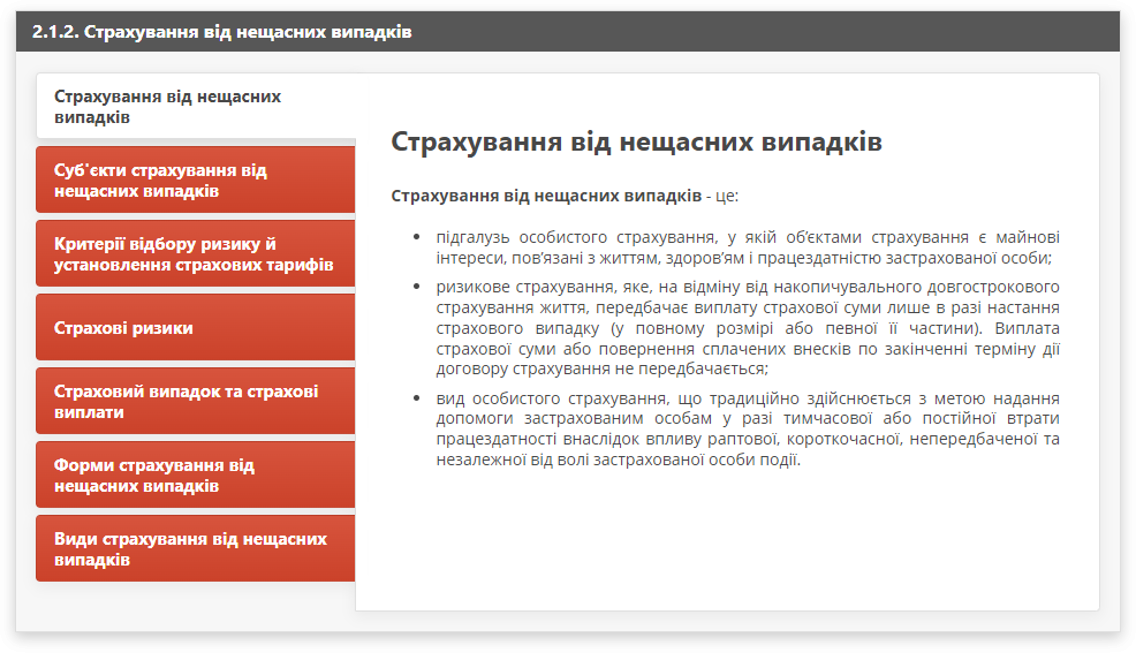 2.1.2. Страхування від нещасних випадків
Страхування від нещасних
випадків
Суб'єкти страхування від
нещасних випадків
Критерії відбору ризику й
установлення страхових тарифів
Страхові ризики
Страховий випадок та страхові
виплати
Форми страхування від
нещасних випадків
Види страхування від нещасних
випадків
Страхування від нещасних випадків
Страхування від нещасних випадків - це:
• підгалузь особистого страхування, у якій об’єктами страхування є майнові
інтереси, пов’язані з життям, здоров’ям і працездатністю застрахованої особи;
• ризикове страхування, яке, на відміну від накопичувального довгострокового
страхування життя, передбачає виплату страхової суми лише в разі настання
страхового випадку (у повному розмірі або певної її частини). Виплата
страхової суми або повернення сплачених внесків по закінченні терміну дії
договору страхування не передбачається;
• вид особистого страхування, що традиційно здійснюється з метою надання
допомоги застрахованим особам у разі тимчасової або постійної втрати
працездатності внаслідок впливу раптової, короткочасної, непередбаченої та
незалежної від волі застрахованої особи події.